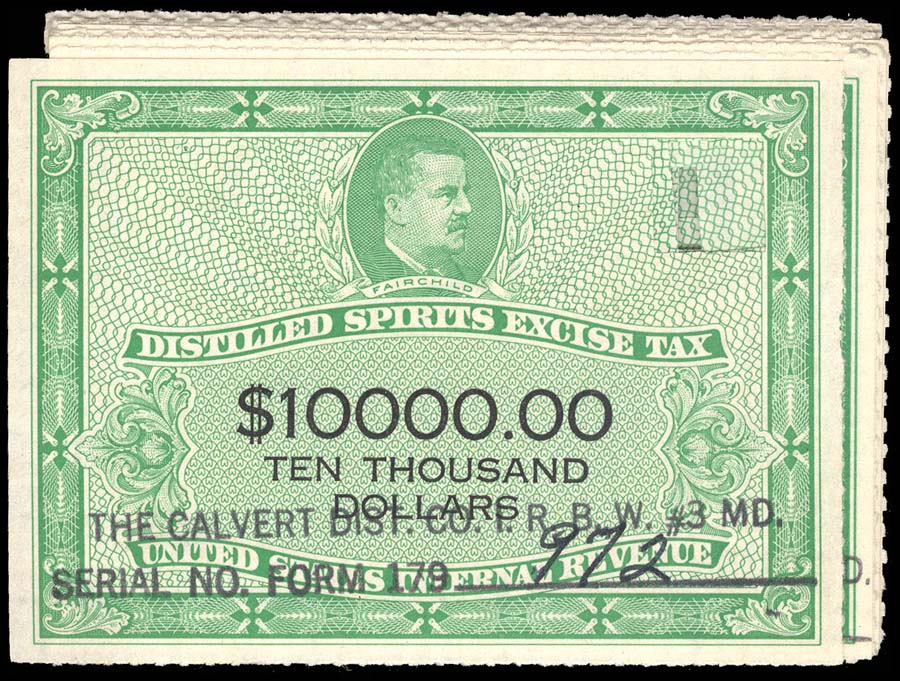 FAIRCHILD
DISTILLED SPIRITS EXCISE TAX
$10000.00
TEN THOUSAND
DOLLARS
THE CALVERT DIST. CO. I. R. B. W. #3 MD.
UNITED STATES INTERNAL REVENUE
SERIAL NO. FORM 179 972
D.